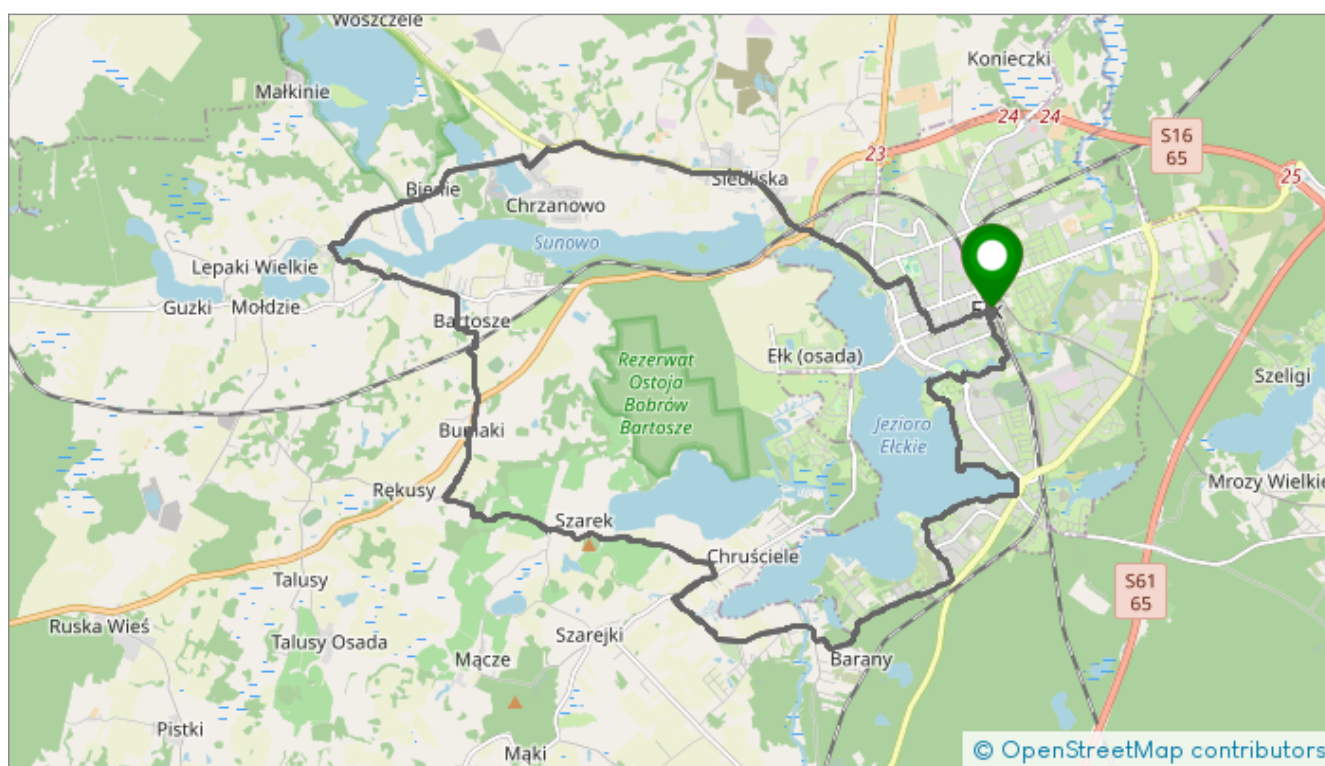 Woszczele
Konieczki
Małkinie
24
24
S16
65
23
25
Siedliska
Bienie
Chrzanowo
Sunowo
Lepaki Wielkie
Guzki
Mołdzie
Ełk
Bartosze
Rezerwat
Ostoja
Bobrów
Bartosze
Ełk (osada)
Szeligi
Jezioro
Ełckie
Buniaki
Rękusy
Mrozy Wielkie
Szarek
Chruściele
Talusy
S61
65
Ruska Wieś
Talusy Osada
Szarejki
Mącze
Barany
Pistki
Mąki
© OpenStreetMap contributors